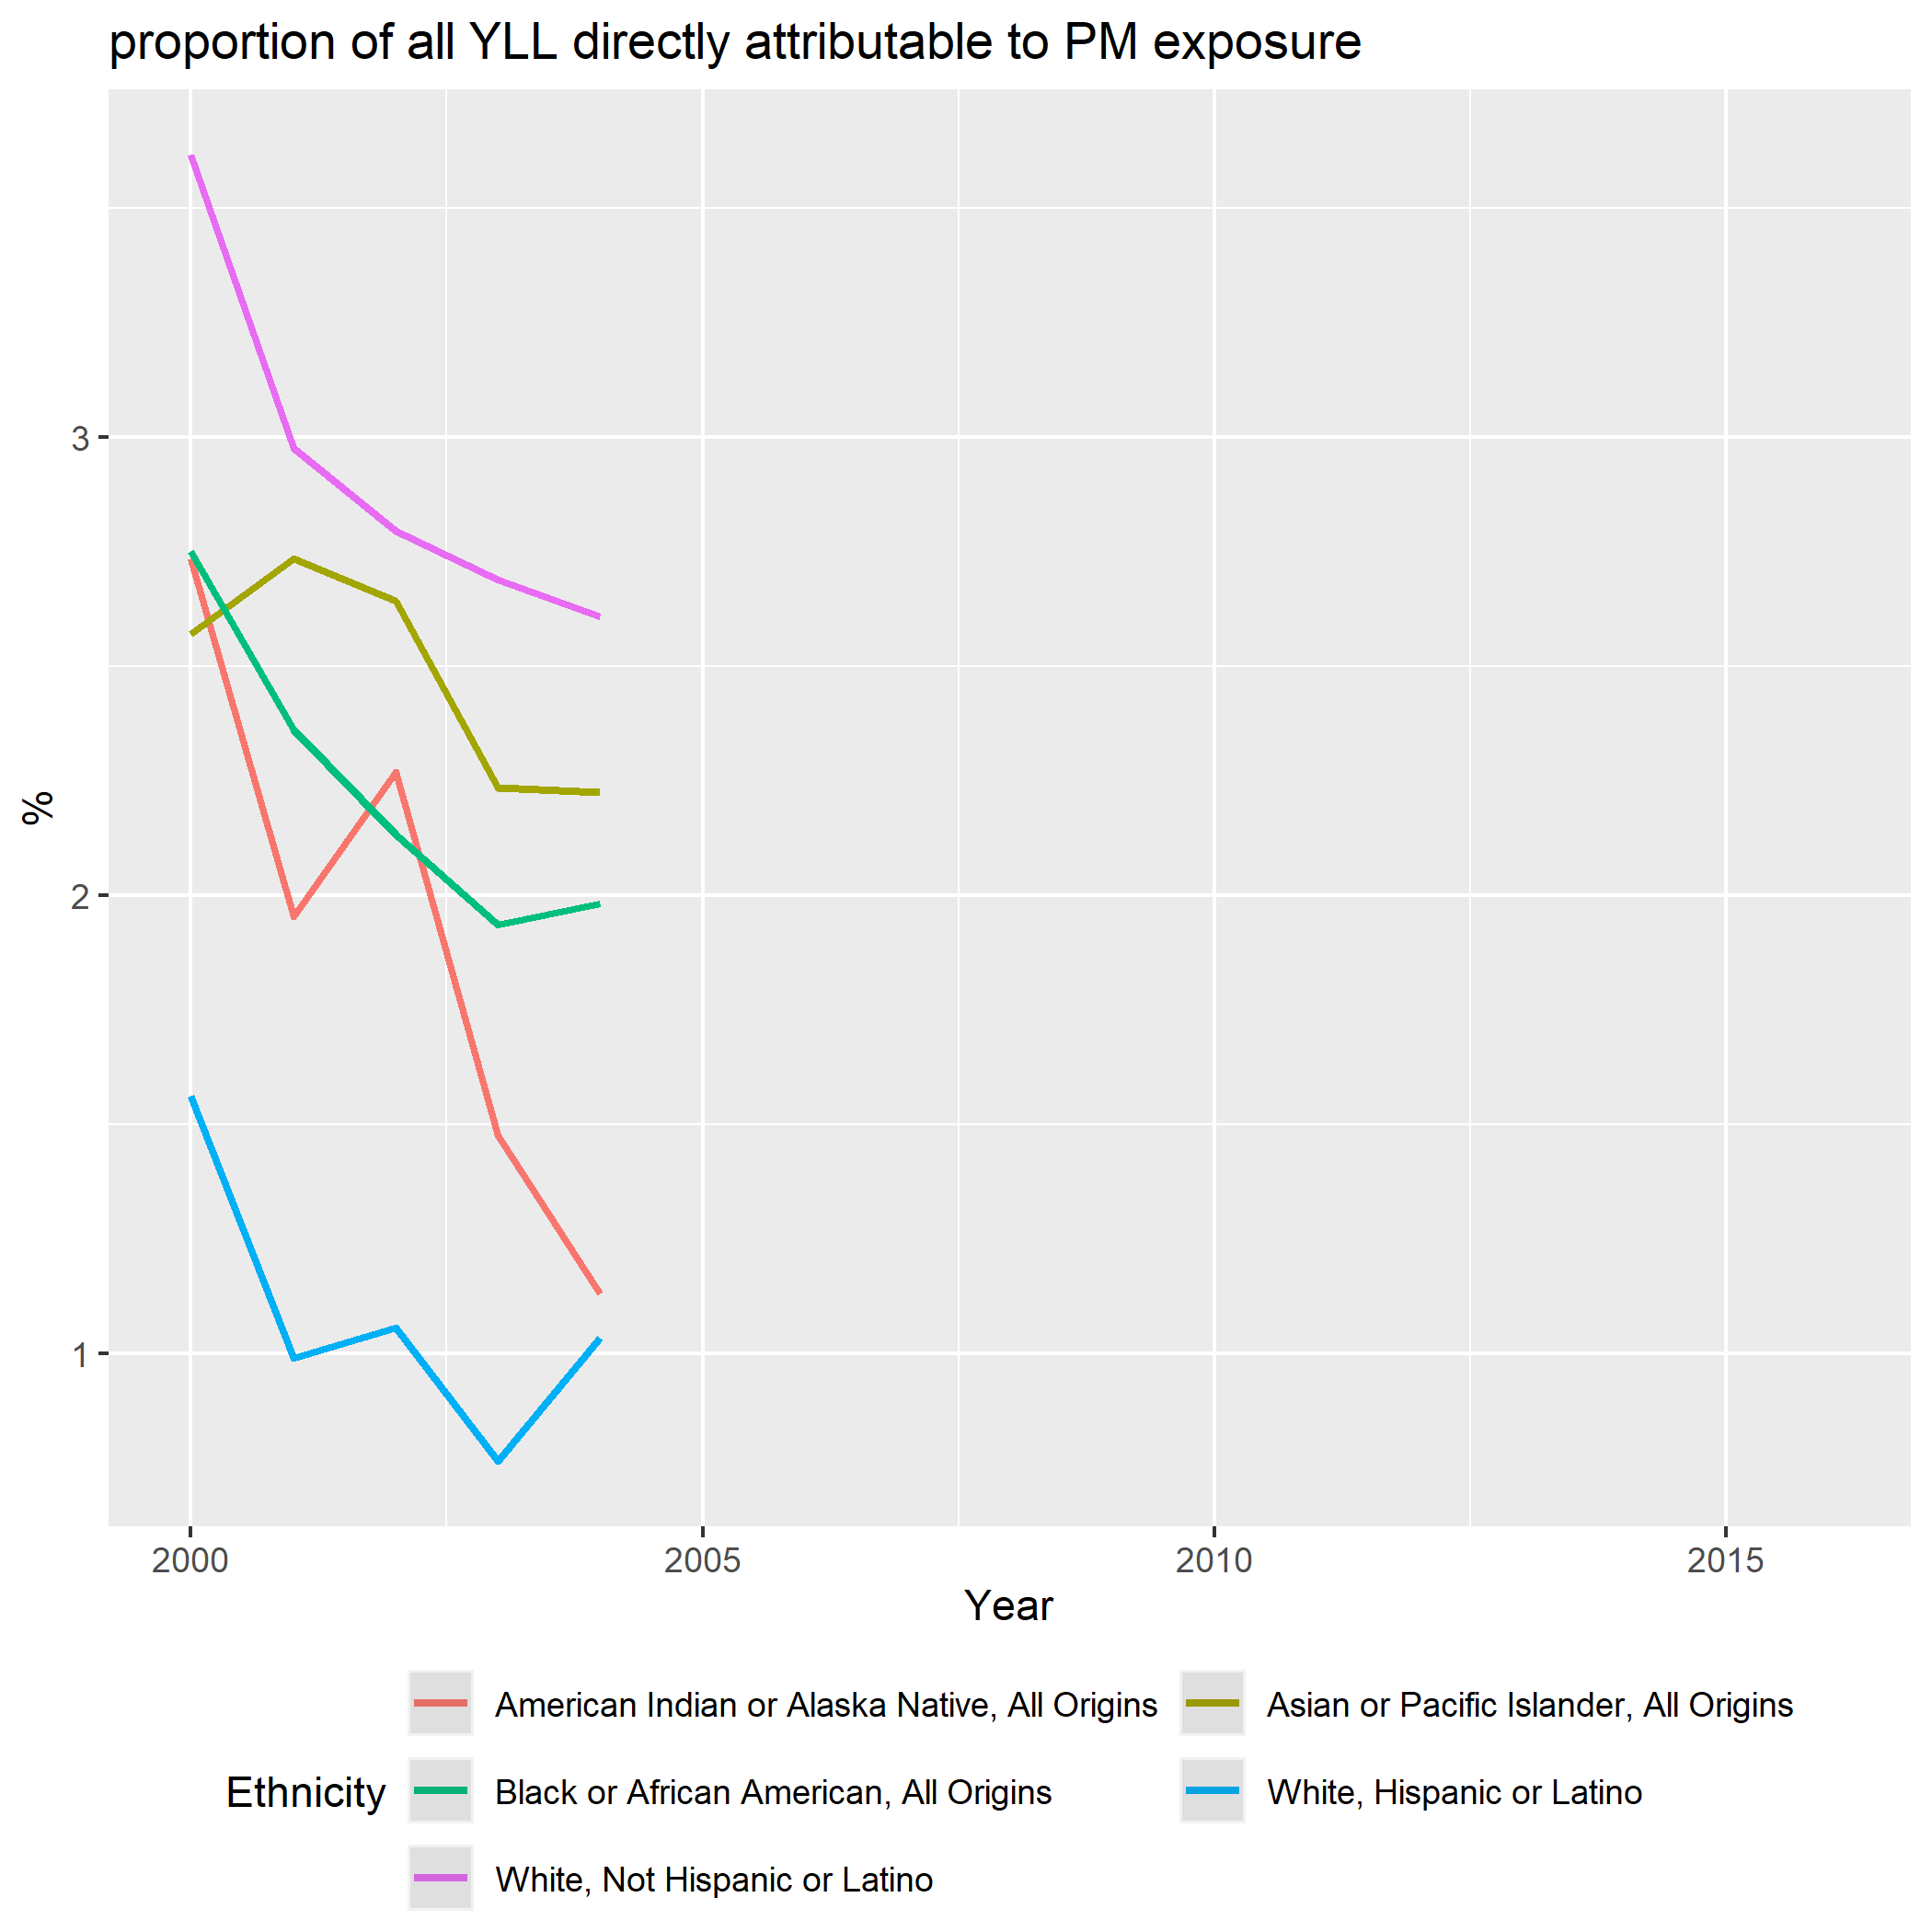 proportion of all YLL directly attributable to PM exposure
3
2
1
%
2000 2005 2010 2015
Year
Ethnicity
American Indian or Alaska Native, All Origins
Asian or Pacific Islander, All Origins
Black or African American, All Origins
White, Hispanic or Latino
White, Not Hispanic or Latino